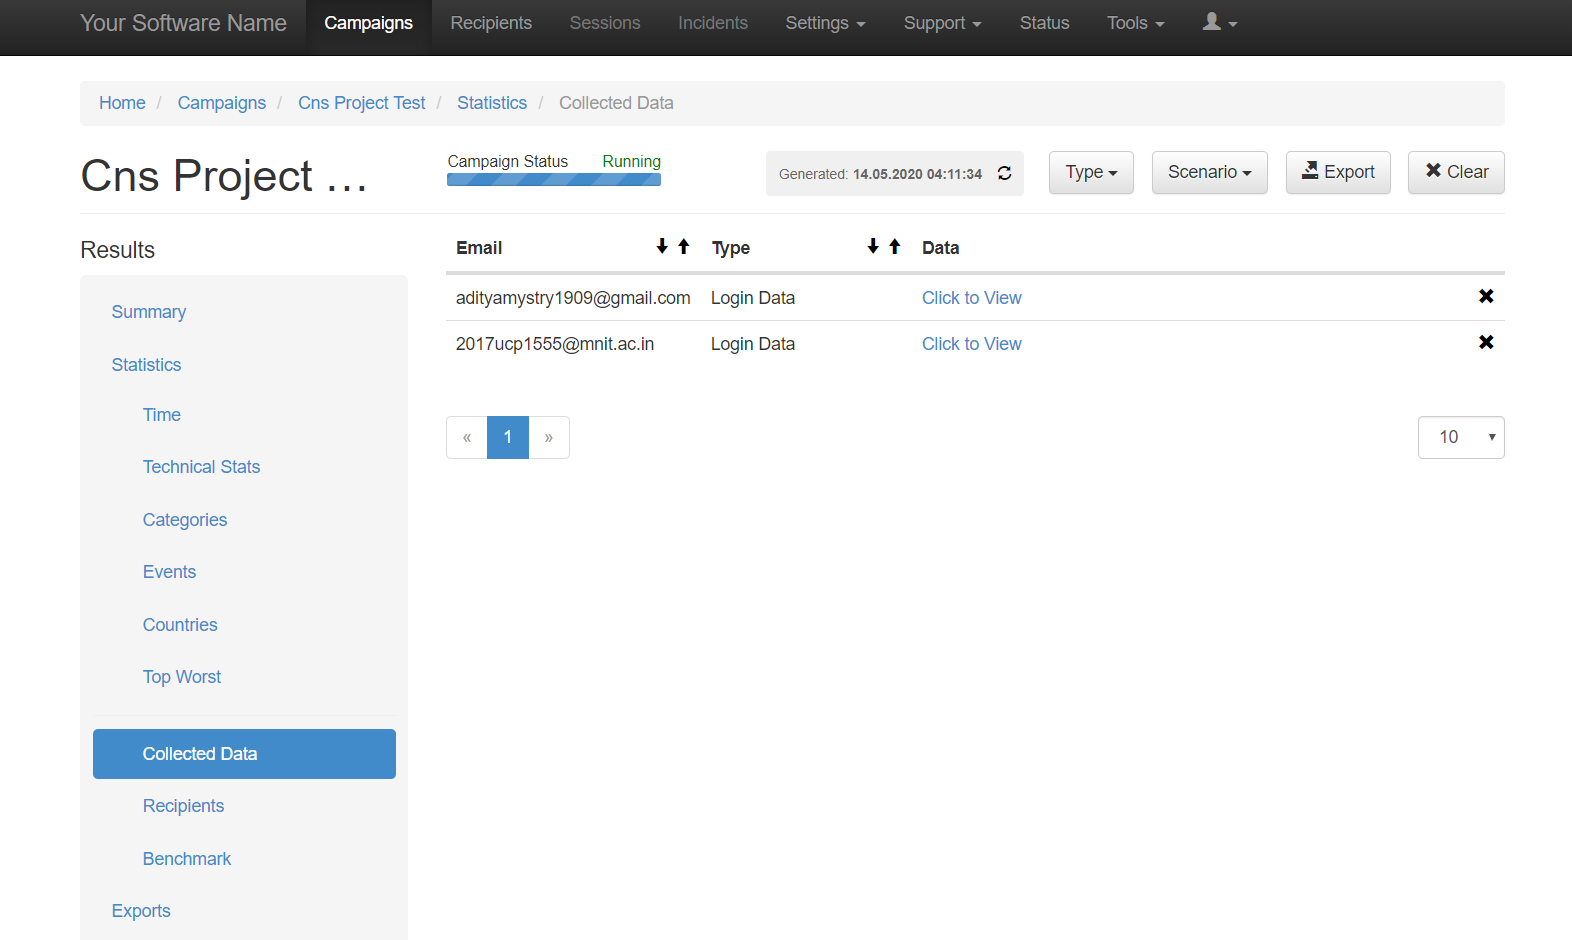 Your Software Name Campaigns Recipients Sessions Incidents Settings Support Status Tools
Home / Campaigns / Cns Project Test / Statistics / Collected Data
Cns Project ...
Campaign Status Running
Generated: 14.05.2020 04:11:34
Type
Scenario
Export
Clear
Results
Summary
Statistics
Time
Technical Stats
Categories
Events
Countries
Top Worst
Collected Data
Recipients
Benchmark
Exports
Email Type Data
adityamystry1909@gmail.com Login Data Click to View
2017ucp1555@mnit.ac.in Login Data Click to View
« 1 »
10